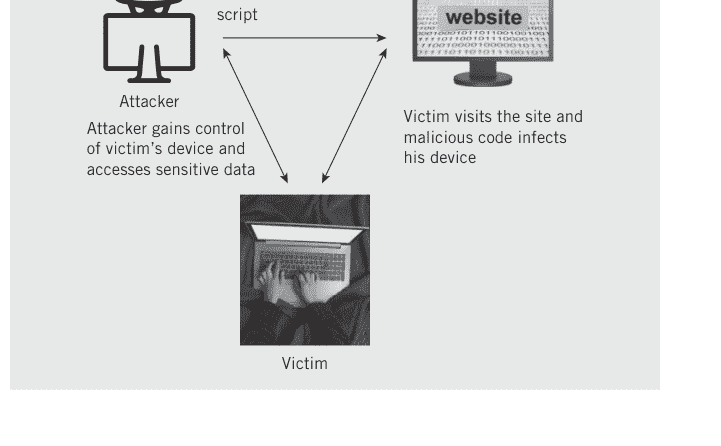 script
website
Attacker
Attacker gains control
of victim's device and
accesses sensitive data
Victim visits the site and
malicious code infects
his device
Victim